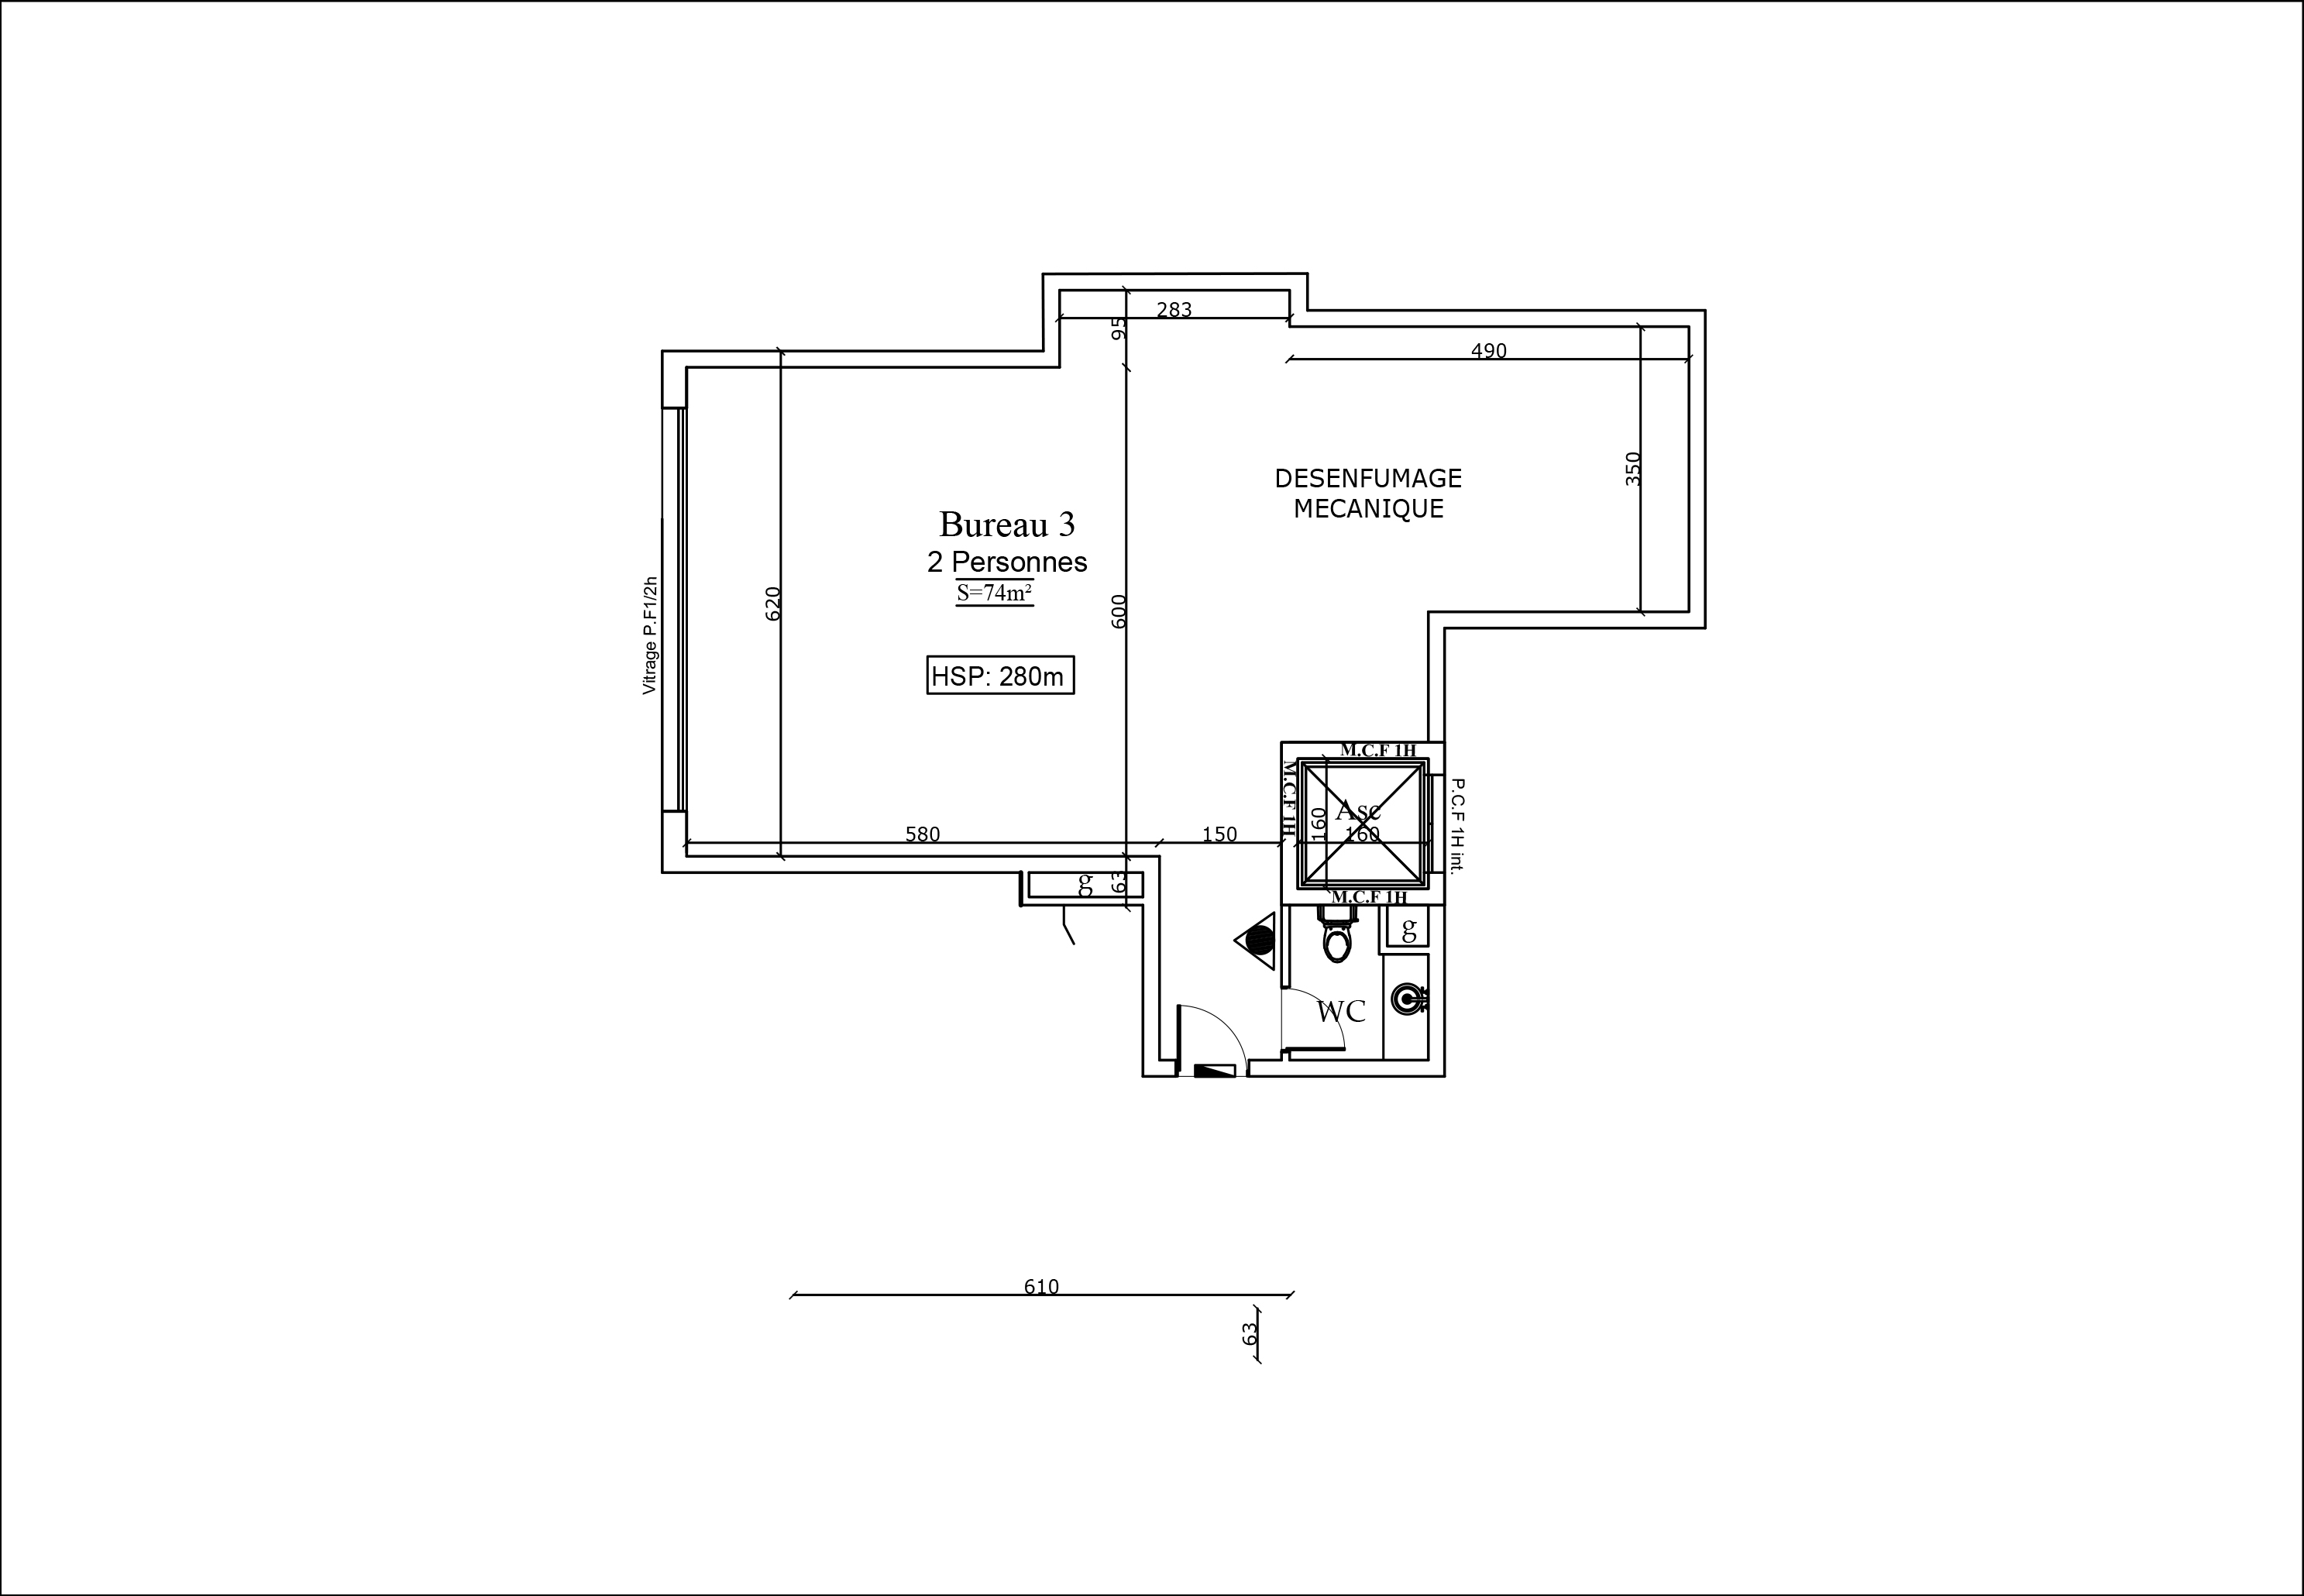 283
95
490
350
DESENFUMAGE
MECANIQUE
Bureau 3
2 Personnes
S=74m²
620
600
Vitrage P.F1/2h
HSP: 280m
M.C.F 1H
M.C.F 1H
Asc
160
160
P.C.F 1H int.
580
150
g
63
M.C.F 1H
g
WC
610
63